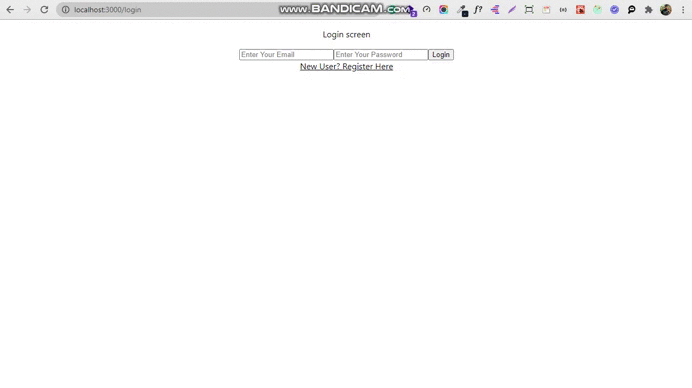 localhost:3000/login
www.BANDICAM.com
2
f?
Login screen
Enter Your Email Enter Your Password Login
New User? Register Here